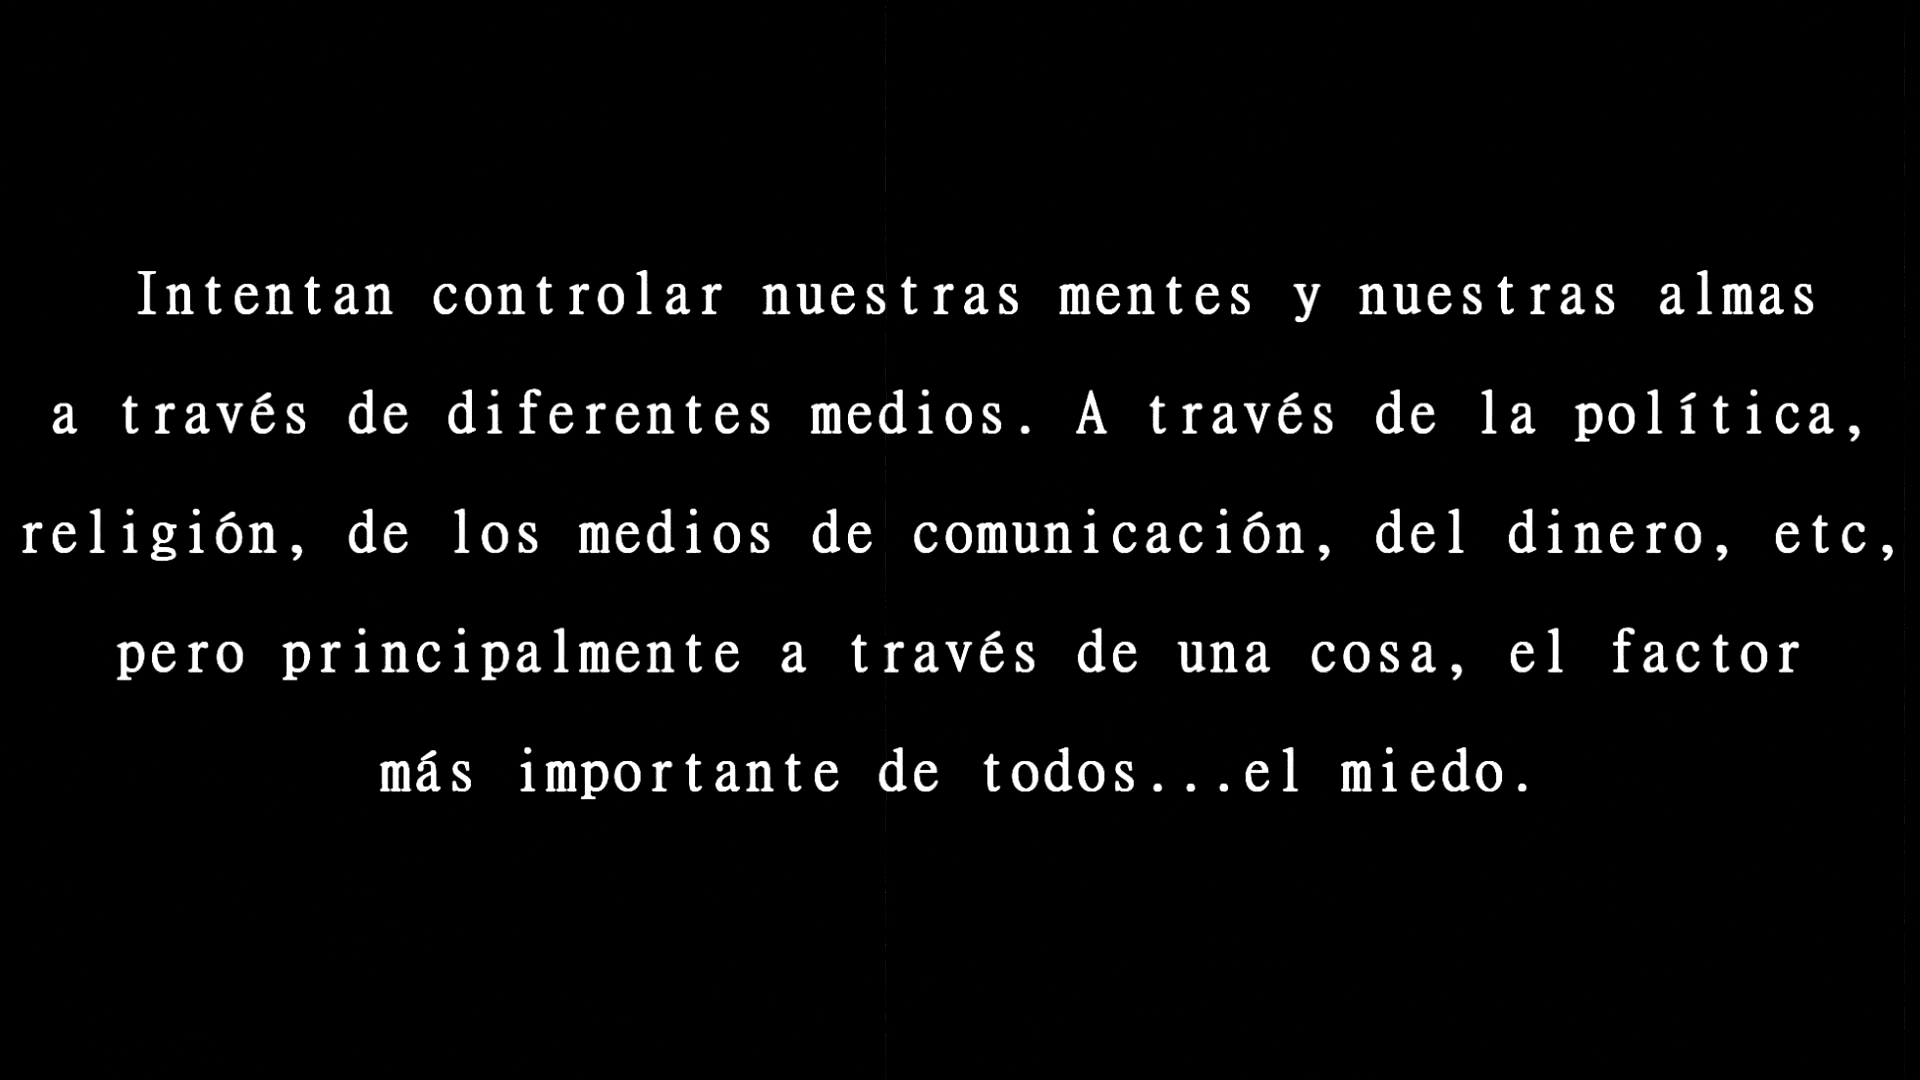 Intentan controlar nuestras mentes y nuestras almas
a través de diferentes medios. A través de la política,
religión, de los medios de comunicación, del dinero, etc,
pero principalmente a través de una cosa, el factor
más importante de todos...el miedo.